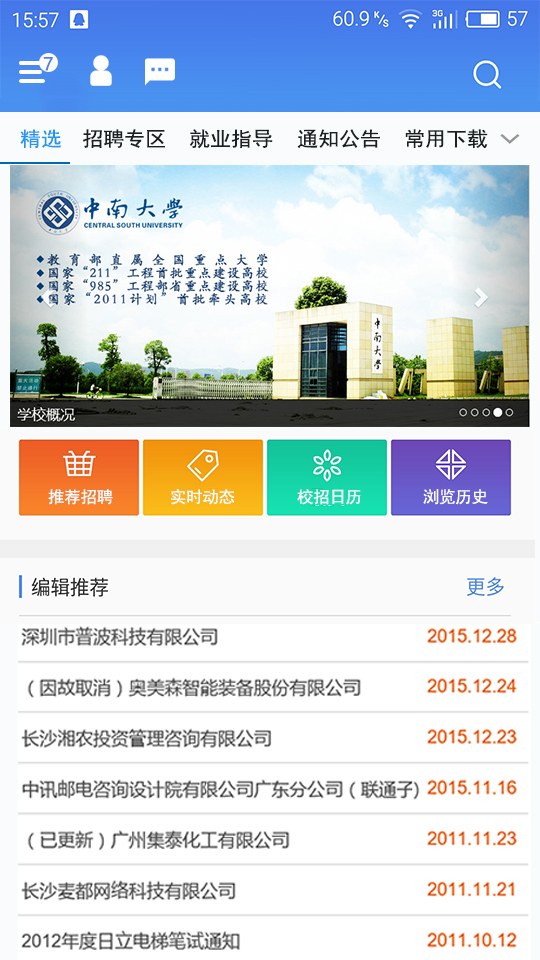 15:57
60.9 K/s
3G
57
7
精选
招聘专区
就业指导
通知公告
常用下载
中南大学
CENTRAL SOUTH UNIVERSITY
◆教育部直属全国重点大学
◆国家“211”工程首批重点建设高校
◆国家“985”工程部省重点建设高校
◆国家“2011计划”首批牵头高校
中南大学
学校概况
推荐招聘
实时动态
校招日历
浏览历史
编辑推荐
更多
深圳市普波科技有限公司
2015.12.28
（因故取消）奥美森智能装备股份有限公司
2015.12.24
长沙湘农投资管理咨询有限公司
2015.12.23
中讯邮电咨询设计院有限公司广东分公司（联通子)
2015.11.16
（已更新）广州集泰化工有限公司
2011.11.23
长沙麦都网络科技有限公司
2011.11.21
2012年度日立电梯笔试通知
2011.10.12